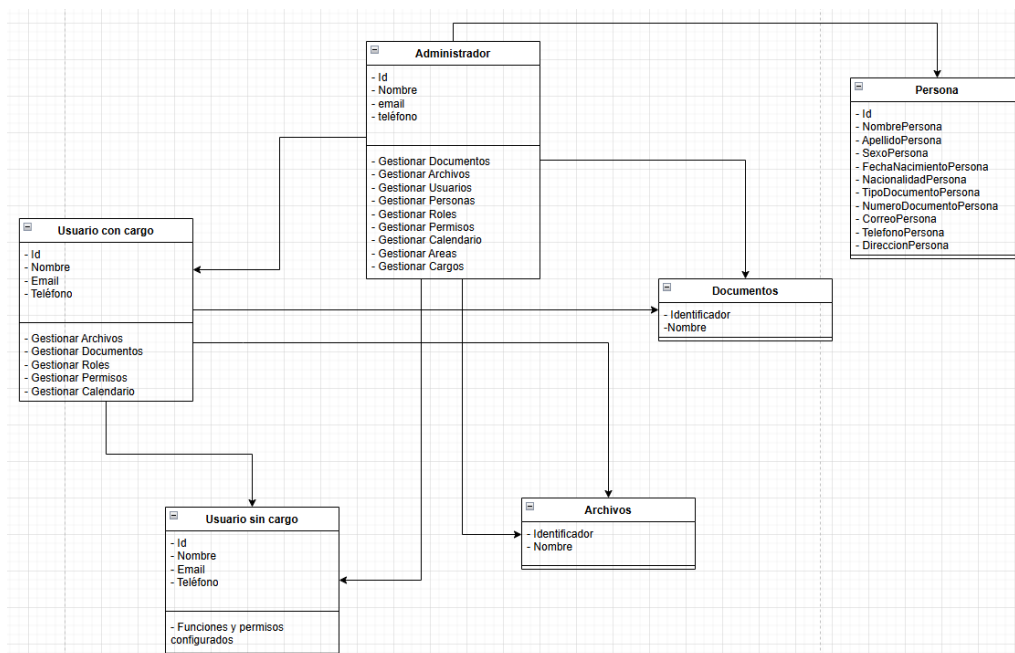 Administrador
- Id
- Nombre
- email
- teléfono
- Gestionar Documentos
- Gestionar Archivos
- Gestionar Usuarios
- Gestionar Personas
- Gestionar Roles
- Gestionar Permisos
- Gestionar Calendario
- Gestionar Areas
- Gestionar Cargos
Persona
- Id
- NombrePersona
- ApellidoPersona
- SexoPersona
- FechaNacimientoPersona
- NacionalidadPersona
- TipoDocumentoPersona
- NumeroDocumentoPersona
- CorreoPersona
- TelefonoPersona
- DireccionPersona
Usuario con cargo
- Id
- Nombre
- Email
- Teléfono
- Gestionar Archivos
- Gestionar Documentos
- Gestionar Roles
- Gestionar Permisos
- Gestionar Calendario
Documentos
- Identificador
-Nombre
Usuario sin cargo
- Id
- Nombre
- Email
- Teléfono
- Funciones y permisos
configurados
Archivos
- Identificador
- Nombre